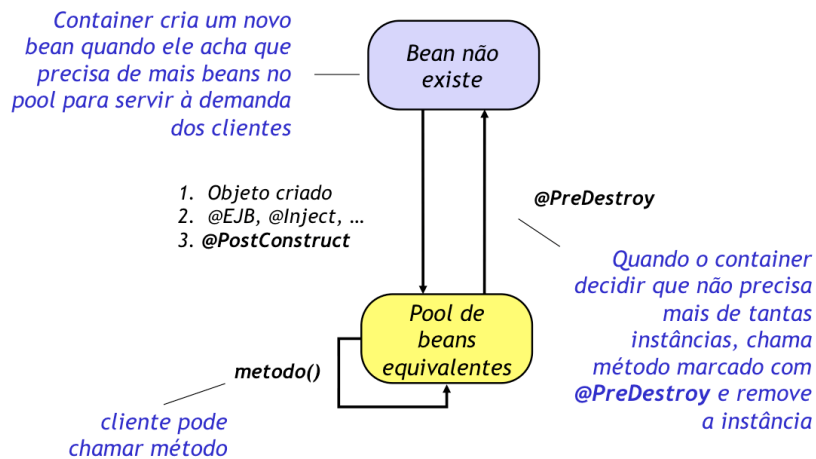 Container cria um novo
bean quando ele acha que
precisa de mais beans no
pool para servir à demanda
dos clientes
Bean não
existe
1. Objeto criado
2. @EJB, @Inject, ...
3. @PostConstruct
@PreDestroy
Quando o container
decidir que não precisa
mais de tantas
instâncias, chama
método marcado com
@PreDestroy e remove
a instância
Pool de
beans
equivalentes
metodo()
cliente pode
chamar método